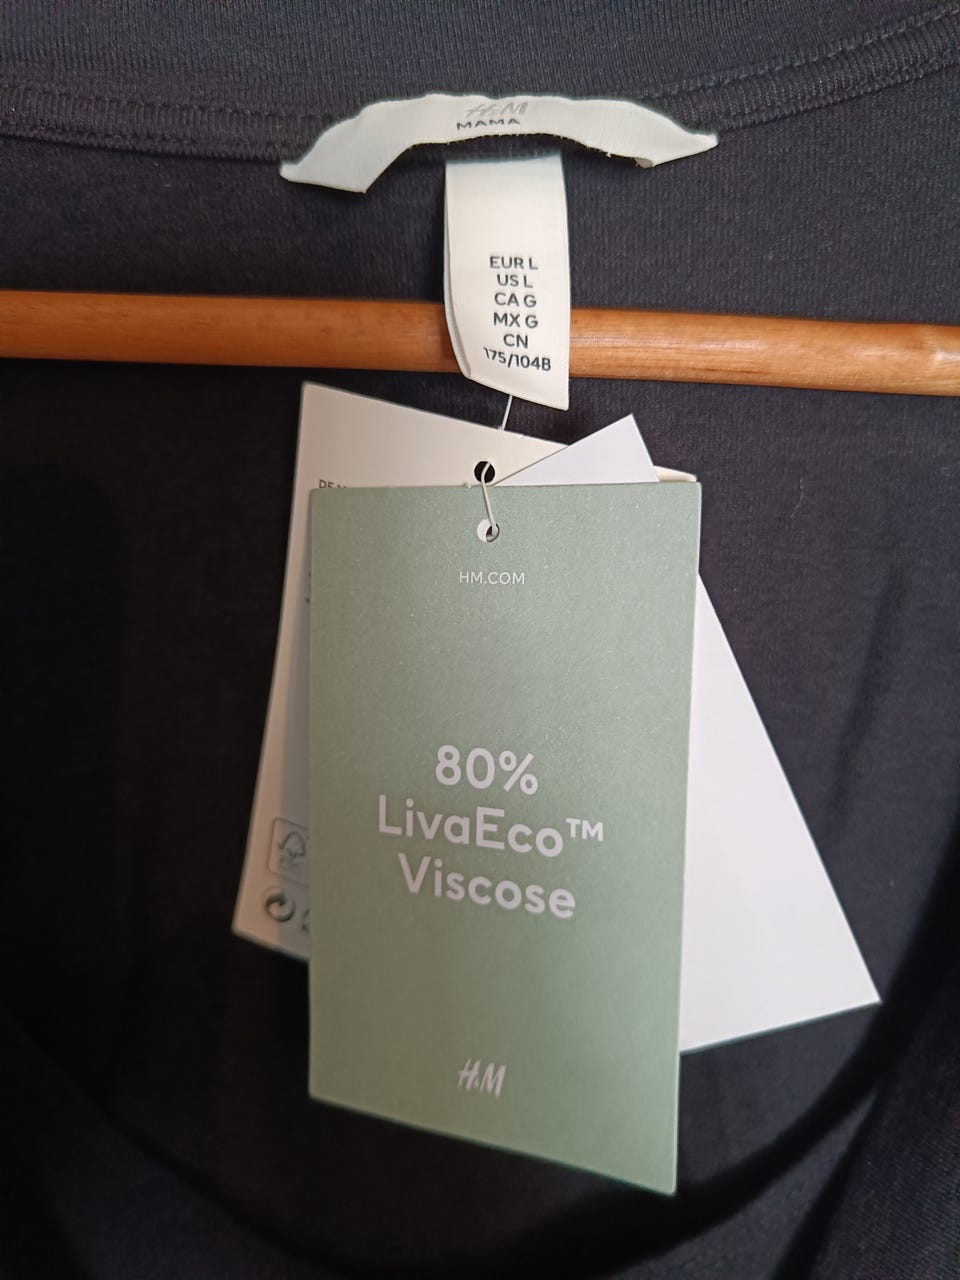 H&M
MAMA
EUR L
US L
CA G
MX G
CN
175/104B
HM.COM
80%
LivaEco™
Viscose
H&M